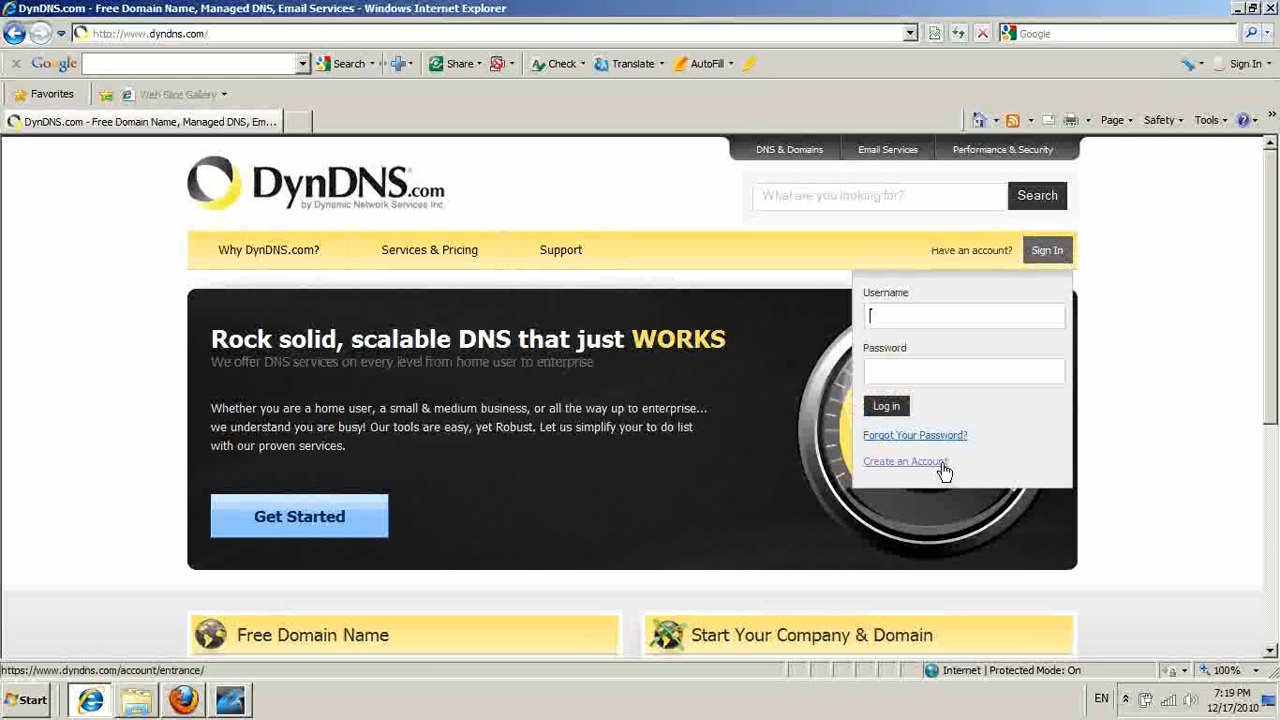 DynDNS.com - Free Domain Name, Managed DNS, Email Services - Windows Internet Explorer
http://www.dyndns.com/
Google
Google
Search
Share
Check
Translate
AutoFill
Sign In
Favorites
Web Slice Gallery
DynDNS.com - Free Domain Name, Managed DNS, Em...
Page
Safety
Tools
DNS & Domains
Email Services
Performance & Security
DynDNS.com
by Dynamic Network Services Inc.
What are you looking for?
Search
Why DynDNS.com?
Services & Pricing
Support
Have an account?
Sign In
Username
Password
Log in
Forgot Your Password?
Create an Account
Rock solid, scalable DNS that just WORKS
We offer DNS services on every level from home user to enterprise
Whether you are a home user, a small & medium business, or all the way up to enterprise...
we understand you are busy! Our tools are easy, yet Robust. Let us simplify your to do list
with our proven services.
Get Started
Free Domain Name
Start Your Company & Domain
https://www.dyndns.com/account/entrance/
Internet | Protected Mode: On
100%
Start
EN
7:19 PM
12/17/2010